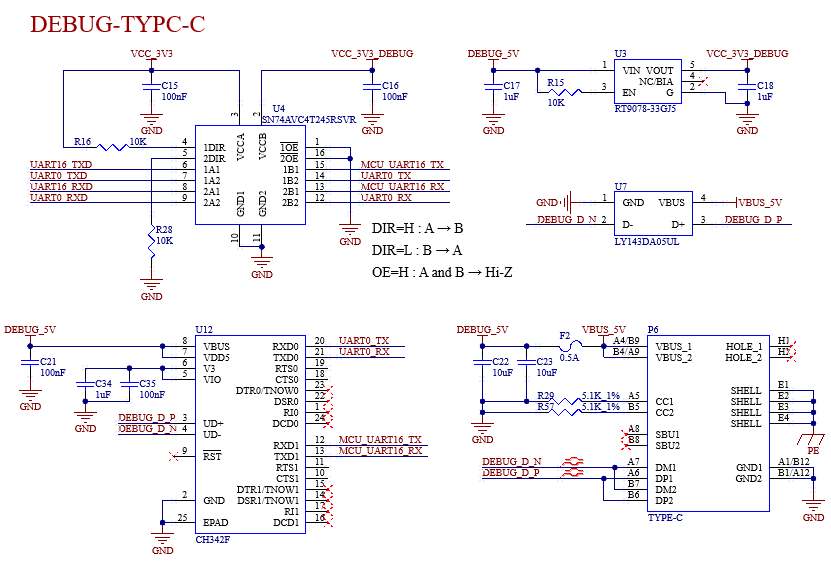 DEBUG-TYPC-C
VCC_3V3
C15
100nF
GND
VCC_3V3_DEBUG
C16
100nF
GND
U4
SN74AVC4T245RSVR
3
2
VCCA
VCCB
R16
10K
4
1DIR
5
2DIR
UART16_TXD
6
1A1
UART0_TXD
7
1A2
UART16_RXD
8
2A1
UART0_RXD
9
2A2
1OE
1
2OE
16
1B1
15
MCU_UART16_TX
1B2
14
UART0_TX
2B1
13
MCU_UART16_RX
2B2
12
UART0_RX
GND1
GND2
10
11
GND
GND
R28
10K
GND
DIR=H : A → B
DIR=L : B → A
OE=H : A and B → Hi-Z
DEBUG_5V
C17
1uF
GND
R15
10K
U3
1
VIN
VOUT
5
NC/BIA
4
3
EN
G
2
RT9078-33GJ5
VCC_3V3_DEBUG
C18
1uF
GND
U7
GND
1
GND
VBUS
4
VBUS_5V
DEBUG_D_N
2
D-
D+
3
DEBUG_D_P
LY143DA05UL
DEBUG_5V
C21
100nF
GND
C34
1uF
C35
100nF
GND
U12
8
VBUS
7
VDD5
6
V3
5
VIO
DEBUG_D_P
3
UD+
DEBUG_D_N
4
UD-
9
RST
2
GND
25
EPAD
GND
CH342F
RXD0
20
UART0_TX
TXD0
21
UART0_RX
RTS0
19
CTS0
18
DTR0/TNOW0
23
DSR0
22
RI0
1
DCD0
24
RXD1
12
MCU_UART16_TX
TXD1
13
MCU_UART16_RX
RTS1
11
CTS1
10
DTR1/TNOW1
15
DSR1/TNOW1
14
RI1
17
DCD1
16
DEBUG_5V
C22
10uF
C23
10uF
F2
0.5A
VBUS_5V
P6
A4/B9
VBUS_1
B4/A9
VBUS_2
R29
5.1K_1%
A5
CC1
R57
5.1K_1%
B5
CC2
GND
A8
SBU1
B8
SBU2
DEBUG_D_N
A7
DM1
DEBUG_D_P
A6
DP1
B7
DM2
B6
DP2
TYPE-C
HOLE_1
H1
HOLE_2
H2
SHELL
E1
SHELL
E2
SHELL
E3
SHELL
E4
PE
GND1
A1/B12
GND2
B1/A12
GND